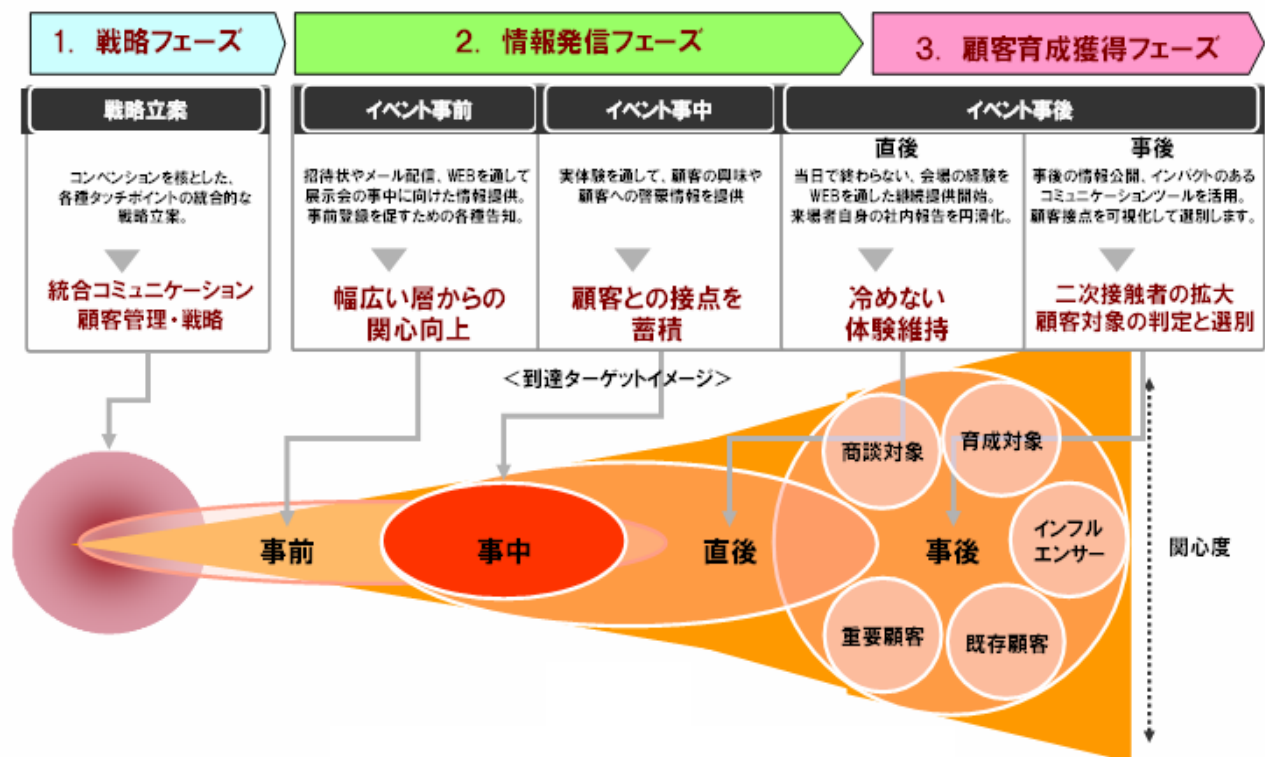 1. 戦略フェーズ
2. 情報発信フェーズ
3. 顧客育成獲得フェーズ
戦略立案
イベント事前
イベント事中
イベント事後
コンベンションを核とした、
各種タッチポイントの統合的な
戦略立案。
統合コミュニケーション
顧客管理・戦略
招待状やメール配信、WEBを通して
展示会の事中に向けた情報提供。
事前登録を促すための各種告知。
幅広い層からの
関心向上
実体験を通して、顧客の興味や
顧客への啓蒙情報を提供
顧客との接点を
蓄積
直後
当日で終わらない、会場の経験を
WEBを通した継続提供開始。
来場者自身の社内報告を円滑化。
冷めない
体験維持
事後
事後の情報公開、インパクトのある
コミュニケーションツールを活用。
顧客接点を可視化して選別します。
二次接触者の拡大
顧客対象の判定と選別
<到達ターゲットイメージ>
事前
事中
直後
事後
商談対象
育成対象
インフル
エンサー
重要顧客
既存顧客
関心度